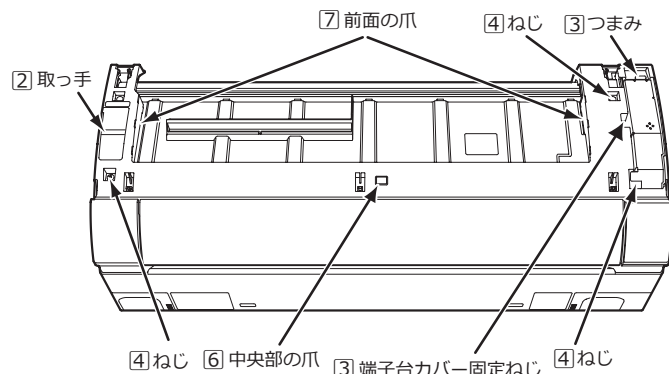 7 前面の爪
4 ねじ
3 つまみ
2 取っ手
4 ねじ
6 中央部の爪
3 端子台カバー固定ねじ
4 ねじ